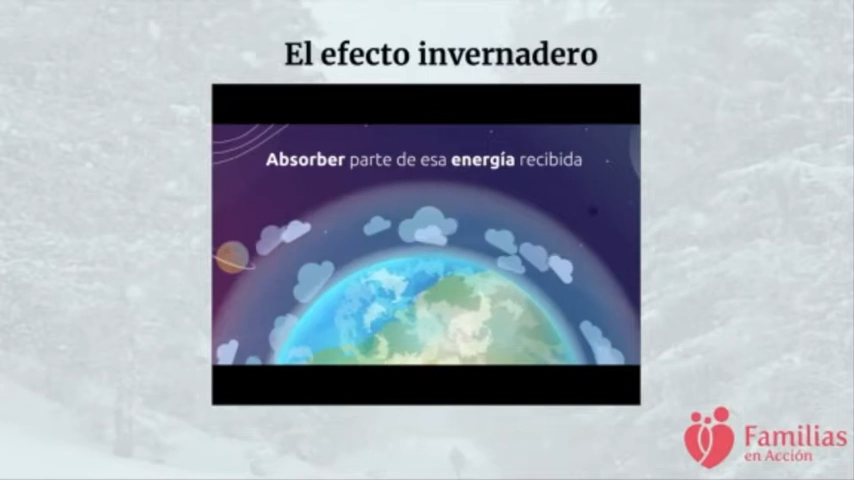 El efecto invernadero
Absorber parte de esa energía recibida
Familias
en Acción